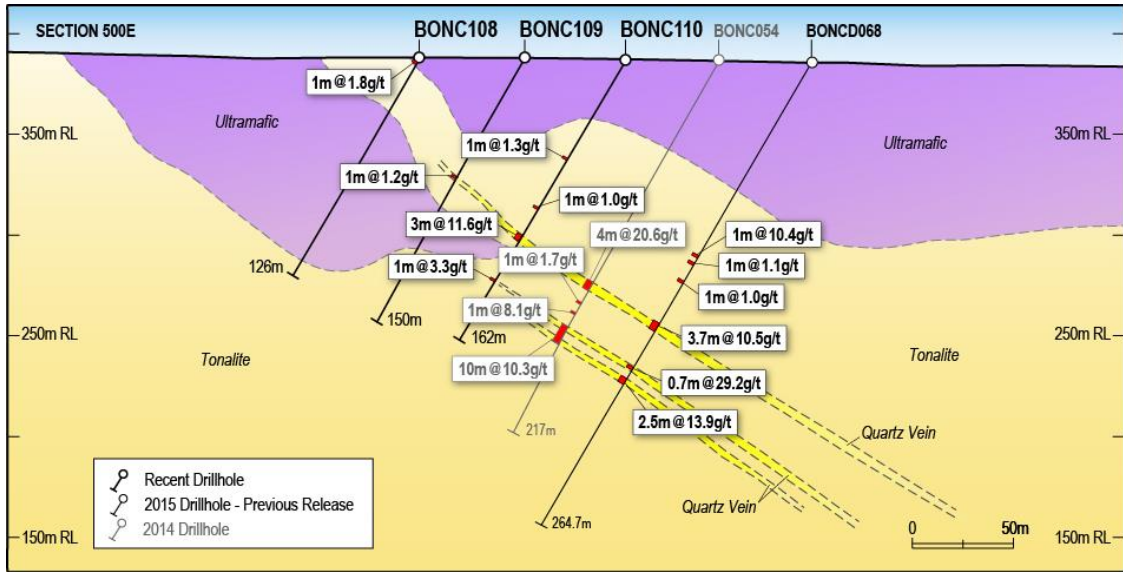 SECTION 500E
BONC108
BONC109
BONC110
BONC054
BONCD068
1m@1.8g/t
Ultramafic
350m RL
350m RL
1m@1.3g/t
Ultramafic
1m@1.2g/t
1m@1.0g/t
3m@11.6g/t
4m@20.6g/t
1m@10.4g/t
1m@1.7g/t
1m@3.3g/t
1m@1.1g/t
126m
1m@1.0g/t
1m@8.1g/t
150m
250m RL
162m
3.7m@10.5g/t
250m RL
Tonalite
Tonalite
10m@10.3g/t
0.7m@29.2g/t
2.5m@13.9g/t
217m
Quartz Vein
Recent Drillhole
2015 Drillhole - Previous Release
2014 Drillhole
Quartz Vein
264.7m
0 50m
150m RL
150m RL